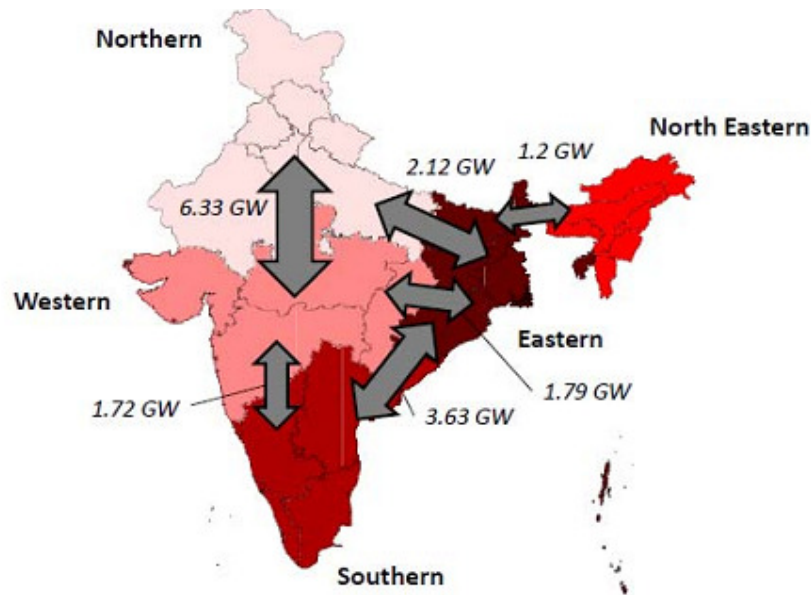 Northern
North Eastern
2.12 GW
1.2 GW
6.33 GW
Western
Eastern
1.79 GW
1.72 GW
3.63 GW
Southern